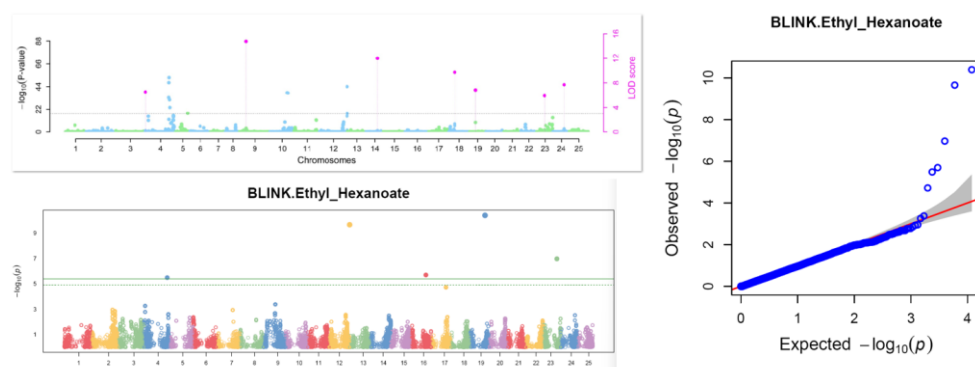 88
66
44
22
0
−log₁₀(P-value)
16
12
8
4
0
LOD score
1 2 3 4 5 6 7 8 9 10 11 12 13 14 16 17 18 19 20 22 23 24 25
Chromosomes
BLINK.Ethyl_Hexanoate
9
7
5
3
1
−log₁₀(p)
1 2 3 4 5 6 7 8 9 10 11 12 13 14 15 16 17 18 19 20 21 22 23 24 25
BLINK.Ethyl_Hexanoate
10
8
6
4
2
0
Observed −log₁₀(p)
0 1 2 3 4
Expected −log₁₀(p)